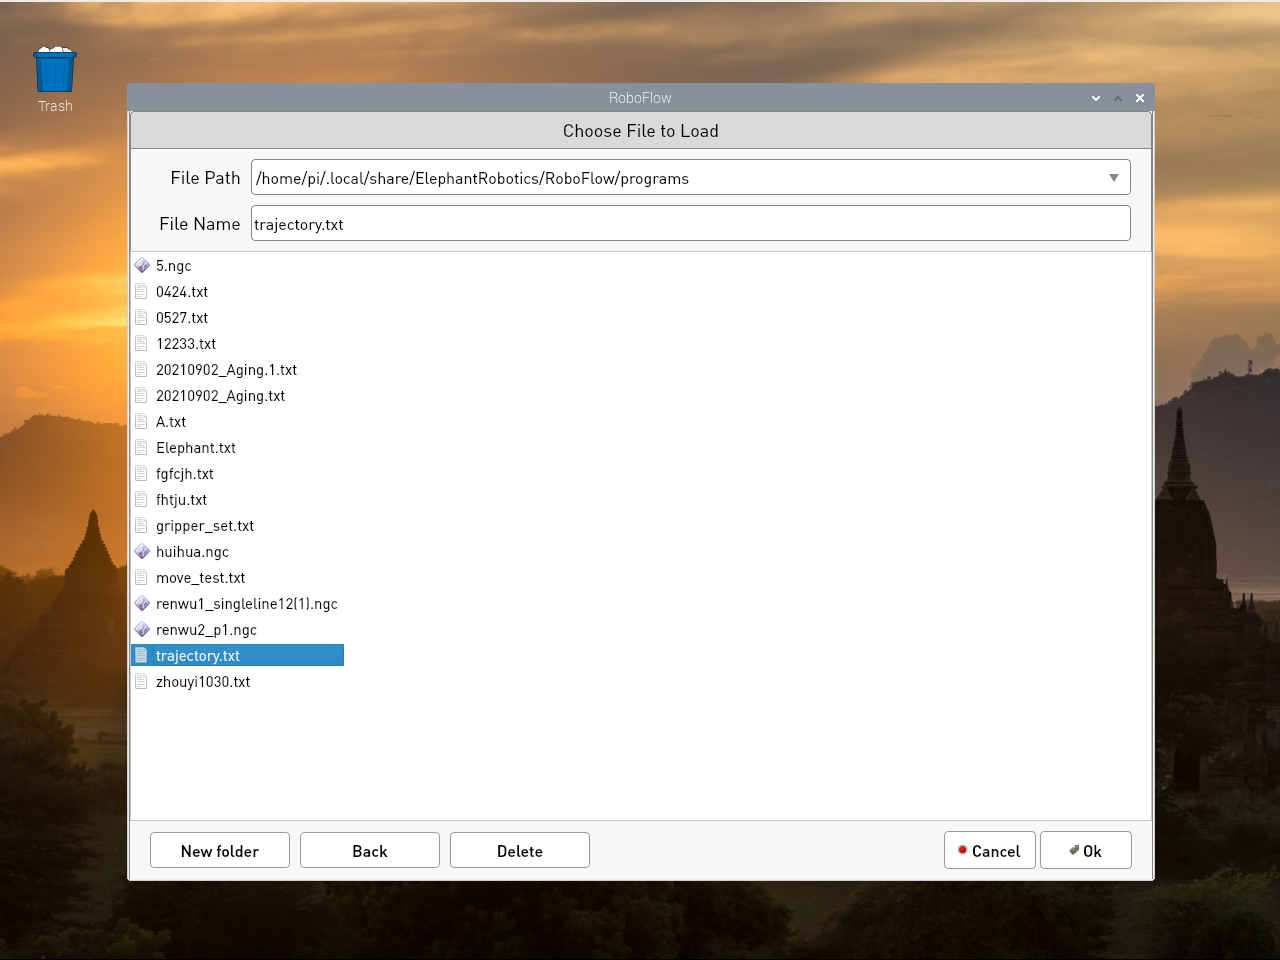 Trash
RoboFlow
Choose File to Load
File Path /home/pi/.local/share/ElephantRobotics/RoboFlow/programs
File Name trajectory.txt
5.ngc
0424.txt
0527.txt
12233.txt
20210902_Aging.1.txt
20210902_Aging.txt
A.txt
Elephant.txt
fgfcjh.txt
fhtju.txt
gripper_set.txt
huihua.ngc
move_test.txt
renwu1_singleline12(1).ngc
renwu2_p1.ngc
trajectory.txt
zhouyi1030.txt
New folder Back Delete Cancel Ok